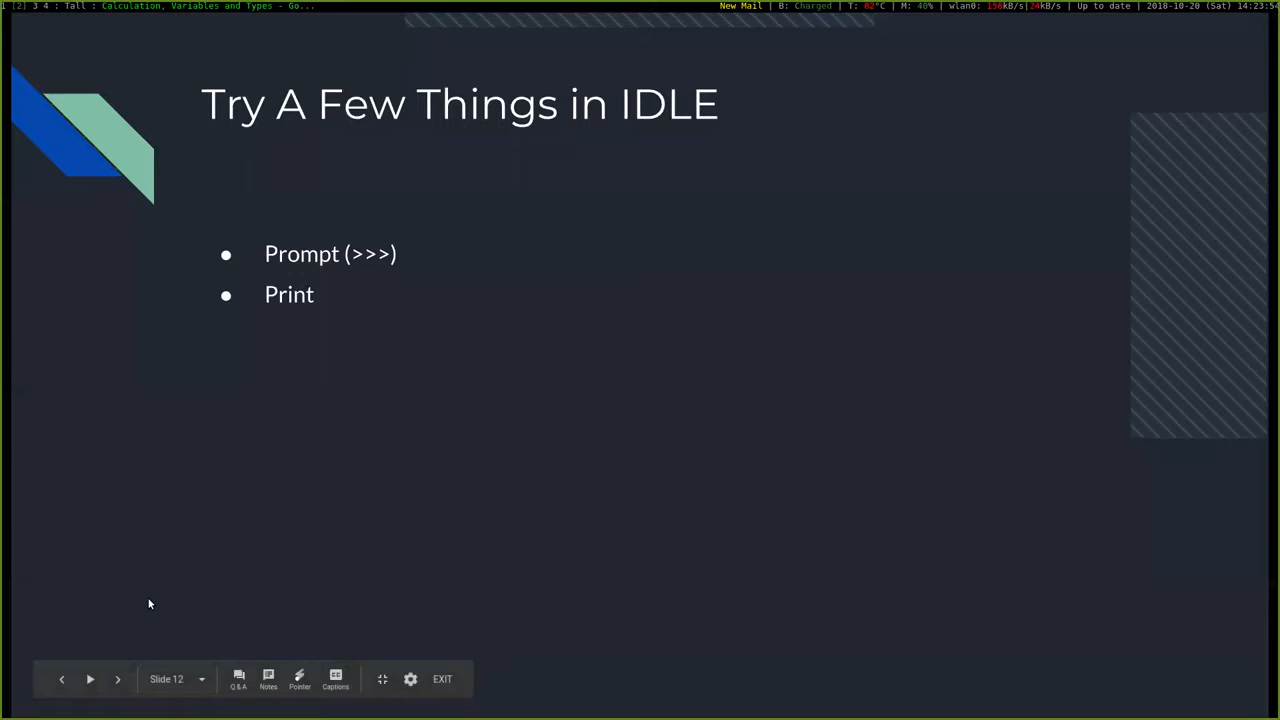 1 [2] 3 4 : Tall : Calculation, Variables and Types - Go...
New Mail | B: Charged | T: 82°C | M: 40% | wlan0: 156kB/s|24kB/s | Up to date | 2018-10-20 (Sat) 14:23:54
Try A Few Things in IDLE
● Prompt (>>>)
● Print
Slide 12
Q & A
Notes
Pointer
Captions
EXIT